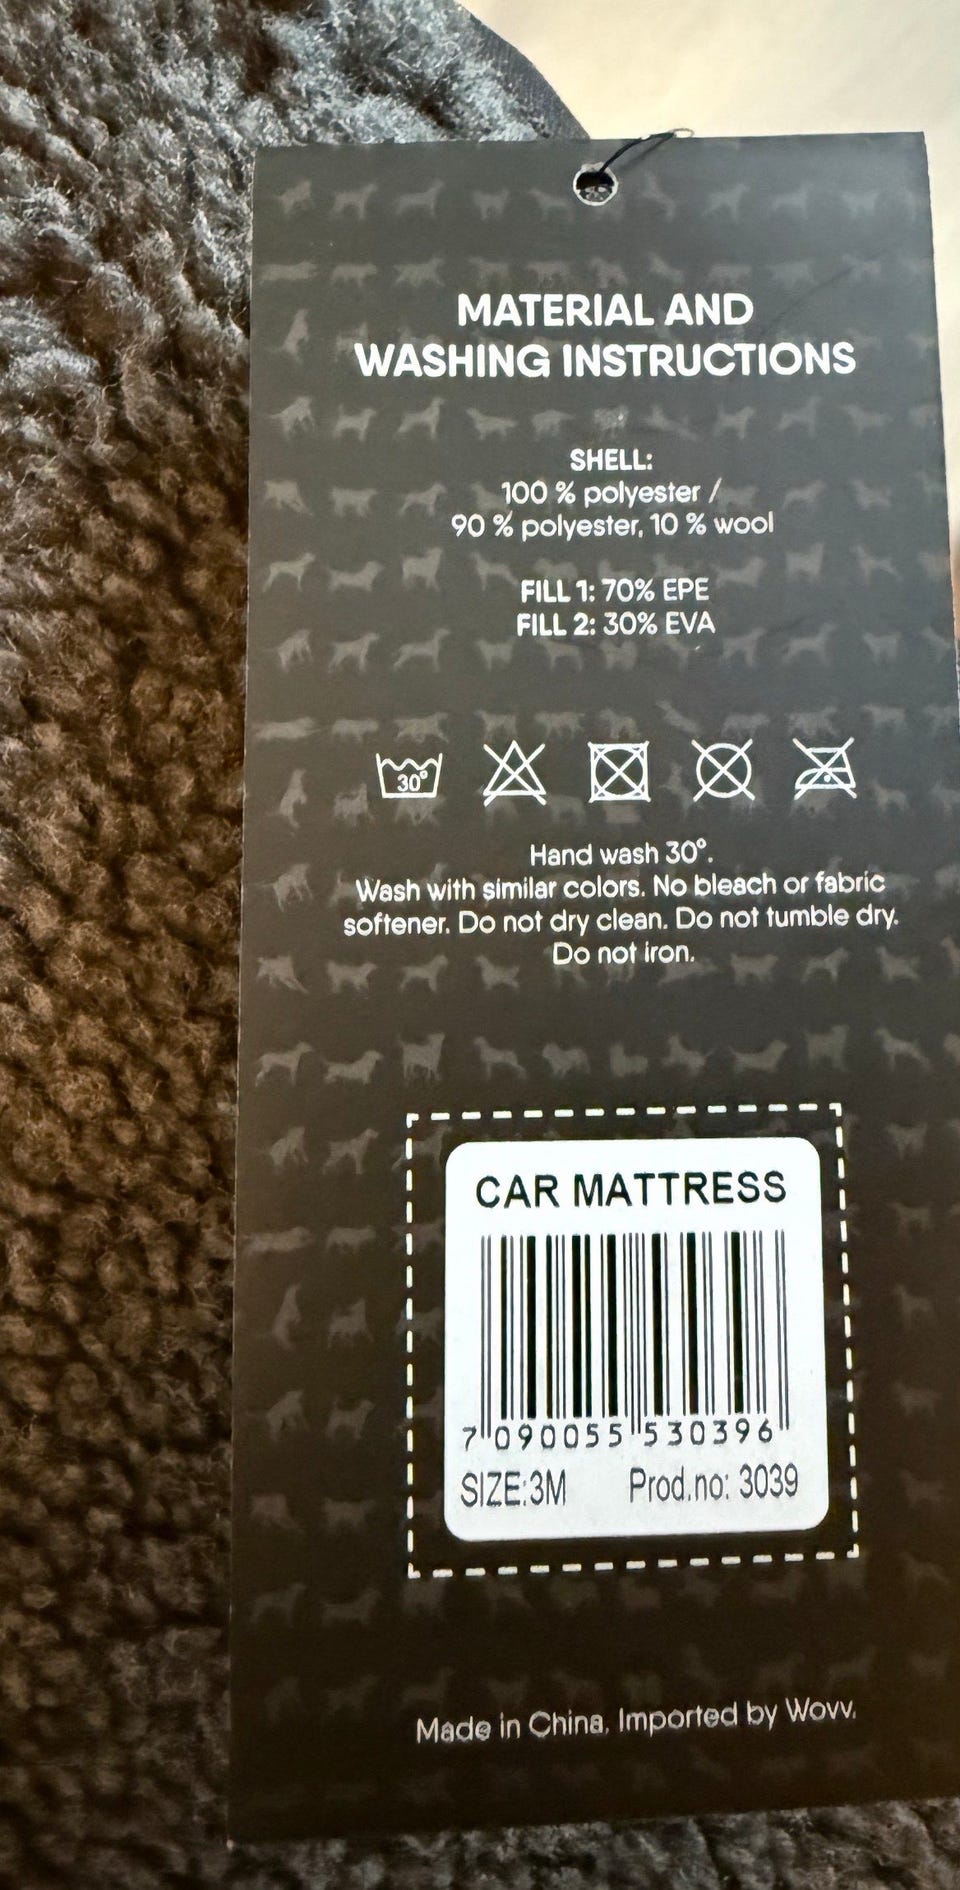 MATERIAL AND
WASHING INSTRUCTIONS
SHELL:
100 % polyester /
90 % polyester, 10 % wool
FILL 1: 70% EPE
FILL 2: 30% EVA
30°
Hand wash 30°.
Wash with similar colors. No bleach or fabric
softener. Do not dry clean. Do not tumble dry.
Do not iron.
CAR MATTRESS
7 090055 530396
SIZE:3M Prod.no: 3039
Made in China, Imported by Wovv.